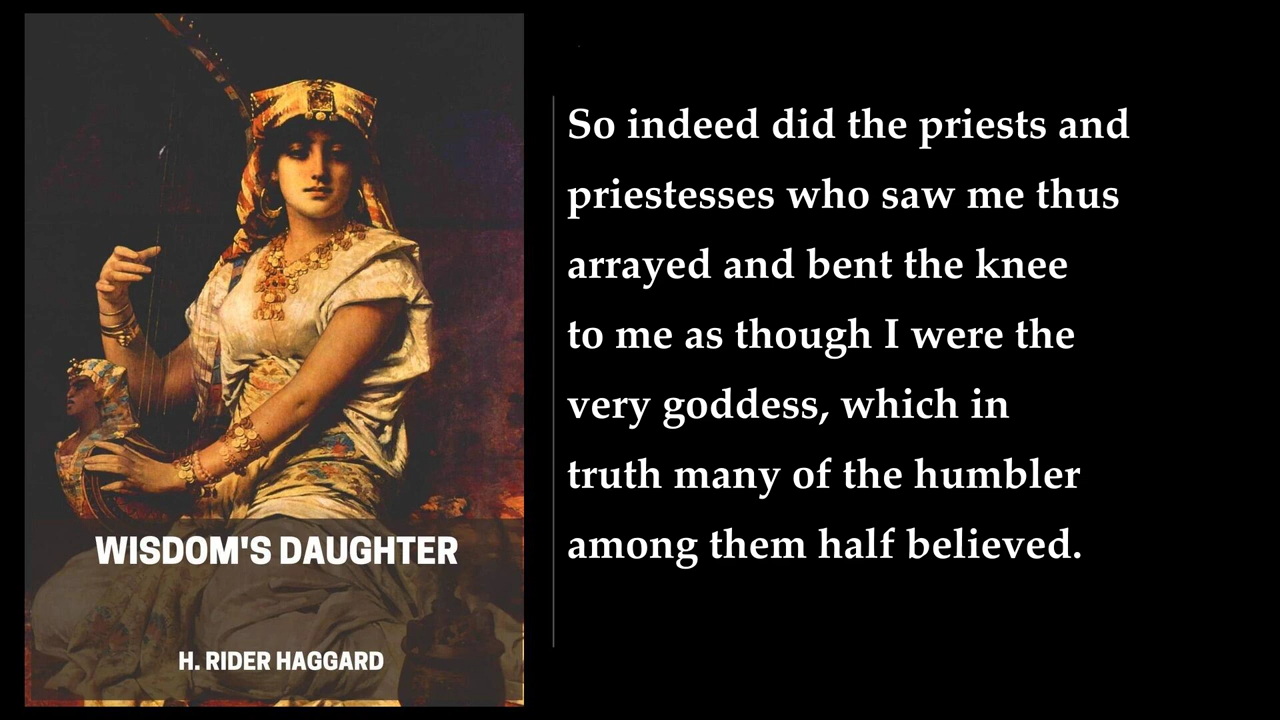 WISDOM'S DAUGHTER
H. RIDER HAGGARD
So indeed did the priests and
priestesses who saw me thus
arrayed and bent the knee
to me as though I were the
very goddess, which in
truth many of the humbler
among them half believed.